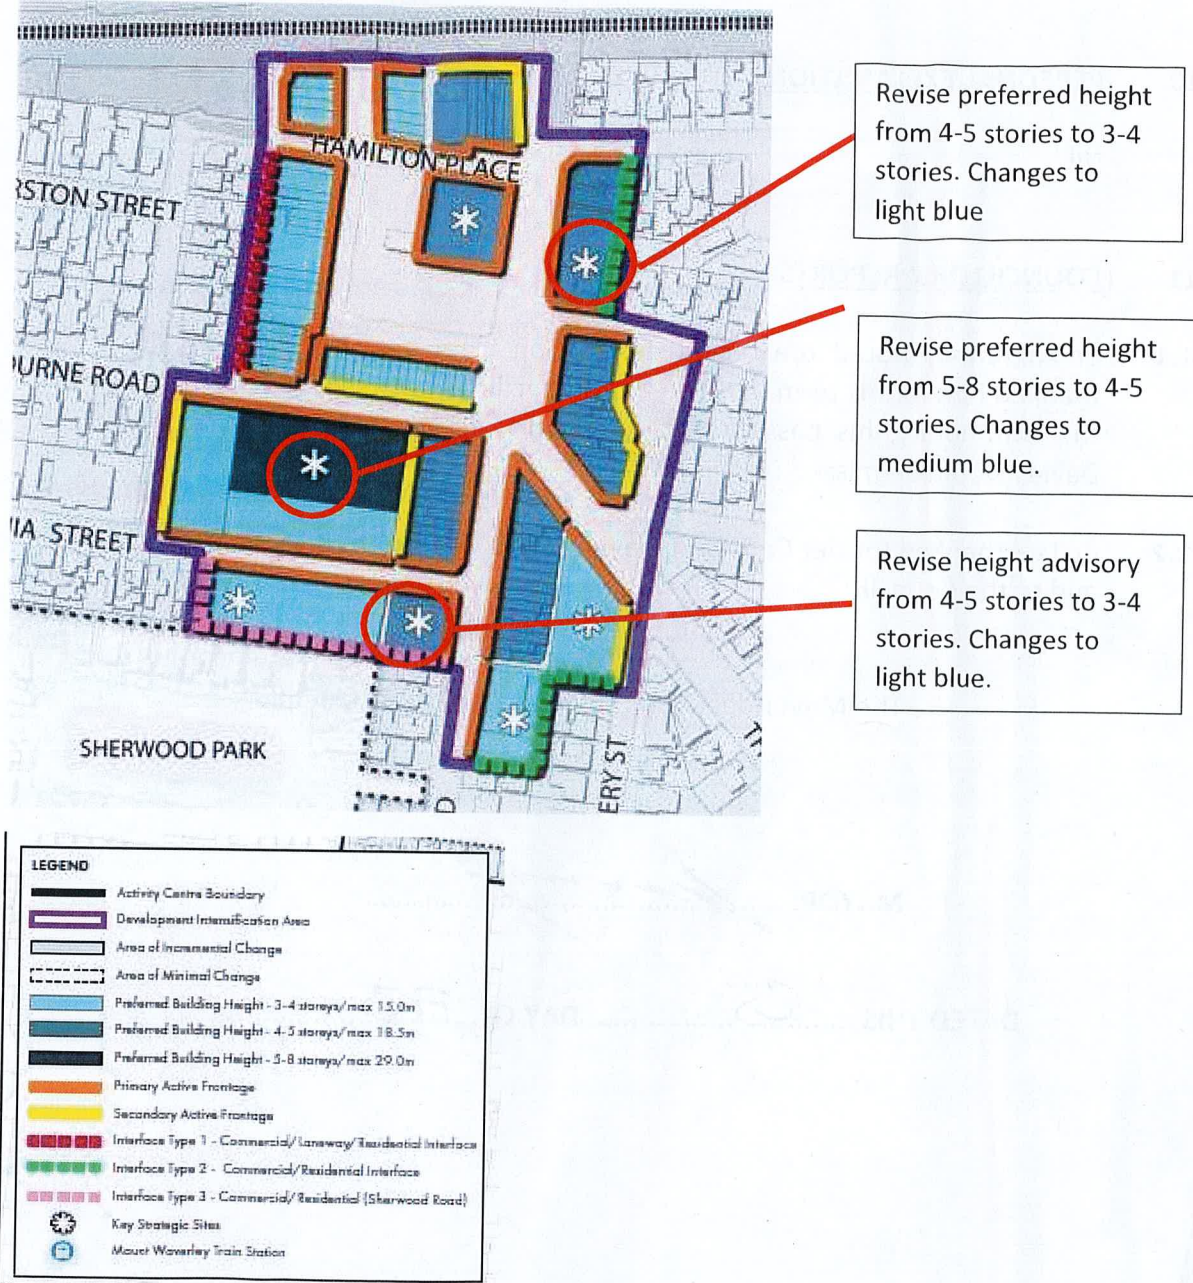 HAMILTON PLACE
RSTON STREET
OURNE ROAD
IA STREET
SHERWOOD PARK
ERY ST
D
Revise preferred height
from 4-5 stories to 3-4
stories. Changes to
light blue
Revise preferred height
from 5-8 stories to 4-5
stories. Changes to
medium blue.
Revise height advisory
from 4-5 stories to 3-4
stories. Changes to
light blue.
LEGEND
Activity Centre Boundary
Development Intensification Area
Area of Incremental Change
Area of Minimal Change
Preferred Building Height - 3-4 storeys/max 15.0m
Preferred Building Height - 4-5 storeys/max 18.5m
Preferred Building Height - 5-8 storeys/max 29.0m
Primary Active Frontage
Secondary Active Frontage
Interface Type 1 - Commercial/Laneway/Residential Interface
Interface Type 2 - Commercial/Residential Interface
Interface Type 3 - Commercial/Residential (Sherwood Road)
Key Strategic Sites
Mount Waverley Train Station